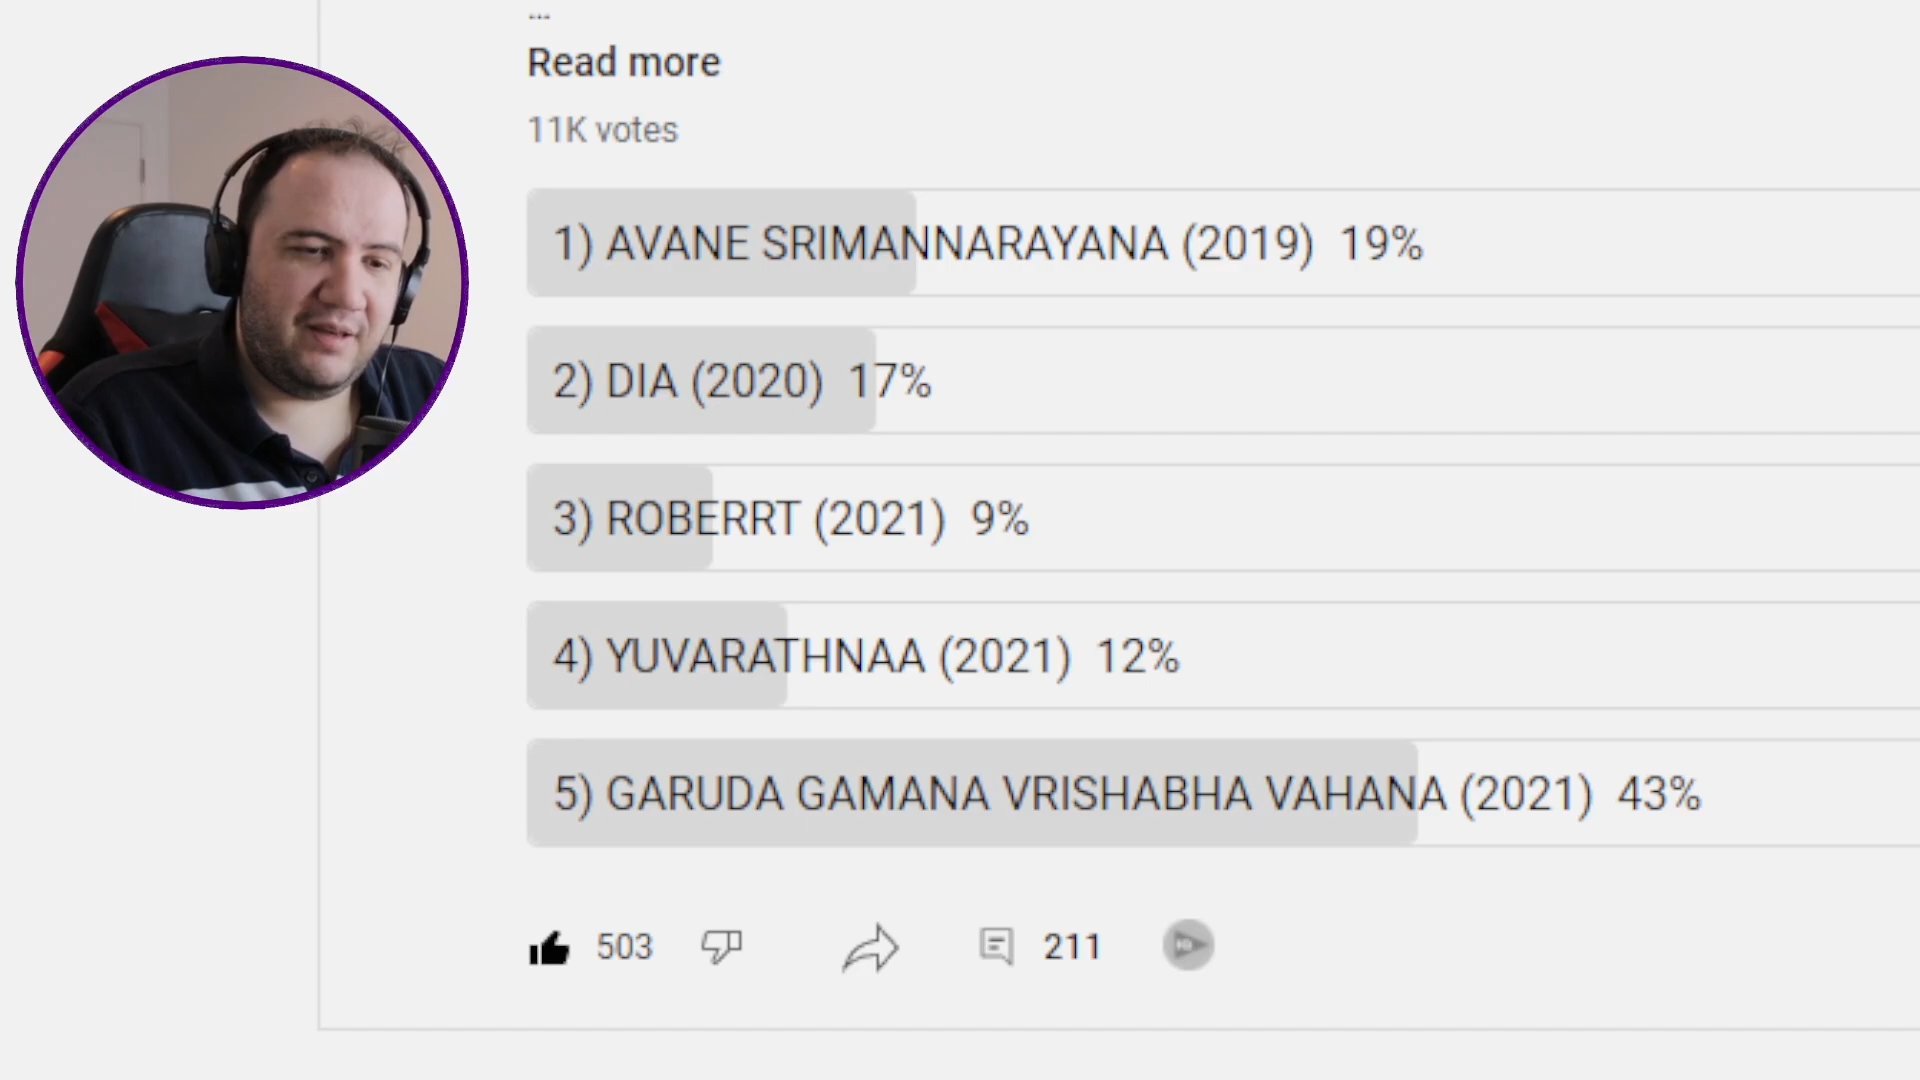 ...
Read more
11K votes
1) AVANE SRIMANNARAYANA (2019) 19%
2) DIA (2020) 17%
3) ROBERRT (2021) 9%
4) YUVARATHNAA (2021) 12%
5) GARUDA GAMANA VRISHABHA VAHANA (2021) 43%
503 211